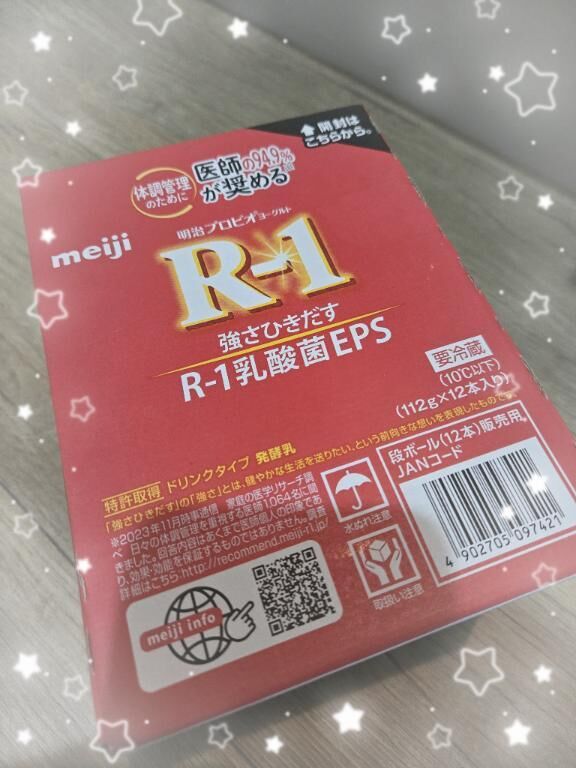 開封は
こちらから。
体調管理
のために
医師の94.9%
が奨める
meiji
明治プロビオヨーグルト
R-1
強さひきだす
R-1乳酸菌EPS
要冷蔵
(10℃以下)
(112g×12本入り)
特許取得 ドリンクタイプ 発酵乳
「強さひきだす」の「強さ」とは、健やかな生活を送りたい、という前向きな想いを表現したものです。
※2023年11月時事通信 家庭の医学リサーチ調
べ 日々の体調管理を重視する医師1,064名に聞
きました。回答内容はあくまで医師個人の印象であ
り、効果・効能を保証するものではありません。調査
詳細はこちら:http://recommend.meiji-ri.jp/
meiji info
水ぬれ注意
取扱い注意
段ボール(12本)販売用
JANコード
4 902705 097421